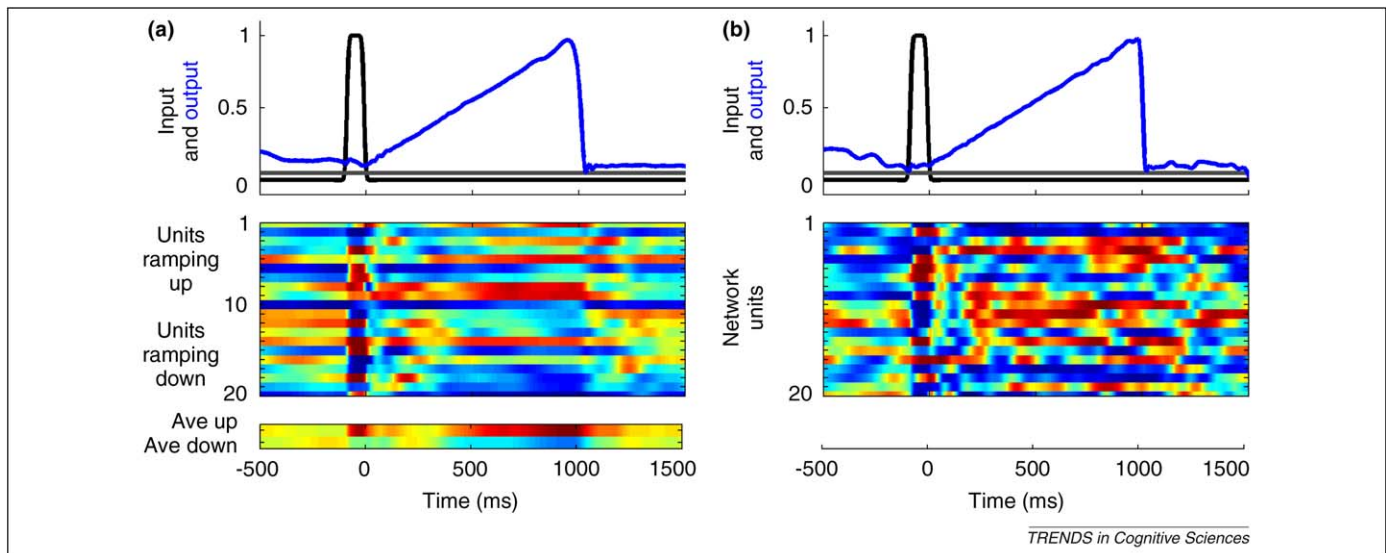 (a)
1
0.5
0
Input
and output
1
10
20
Units
ramping
up
Units
ramping
down
Ave up
Ave down
-500
0
500
1000
1500
Time (ms)
(b)
1
0.5
0
Input
and output
1
20
Network
units
-500
0
500
1000
1500
Time (ms)
TRENDS in Cognitive Sciences